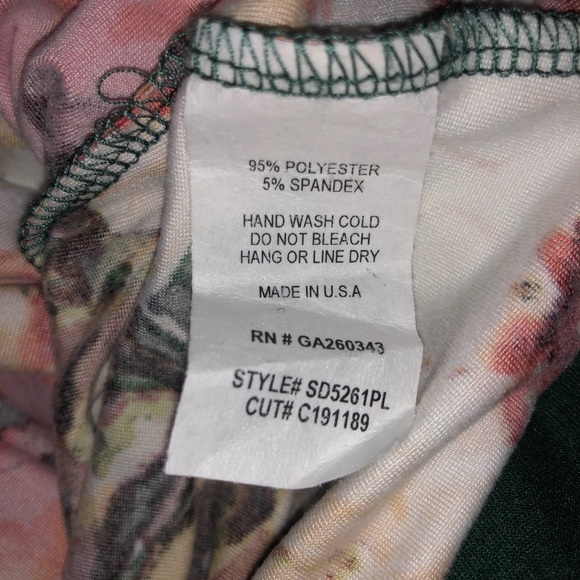 95% POLYESTER
5% SPANDEX
HAND WASH COLD
DO NOT BLEACH
HANG OR LINE DRY
MADE IN U.S.A
RN # GA260343
STYLE# SD5261PL
CUT# C191189